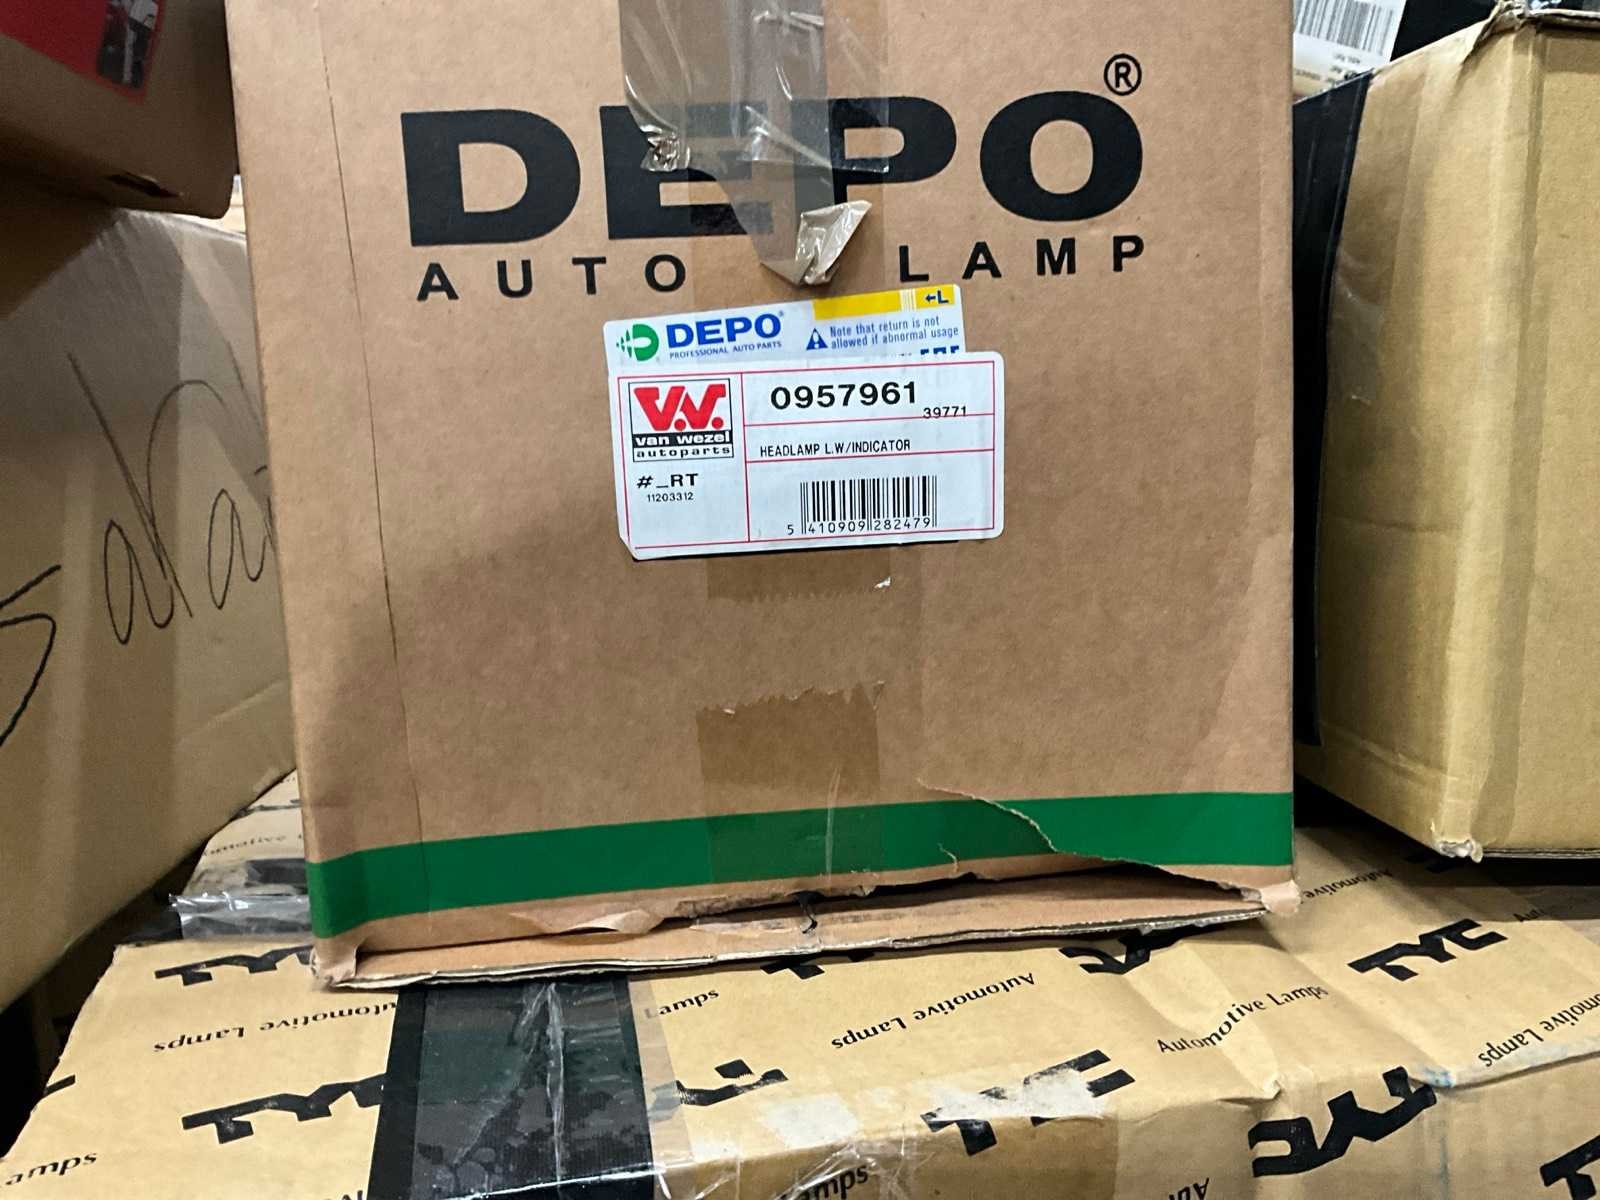 DEPO®
AUTO LAMP
←L
DEPO®
PROFESSIONAL AUTO PARTS
Note that return is not
allowed if abnormal usage
V.V.
van wezel
autoparts
0957961
39771
HEADLAMP L.W/INDICATOR
#_RT
11203312
5 410909 282479
TYC
Automotive Lamps
Lamps
Automotive Lamps
Automotive Lamps
TYC
Automotive
TYC
TYC
TYC
Lamps